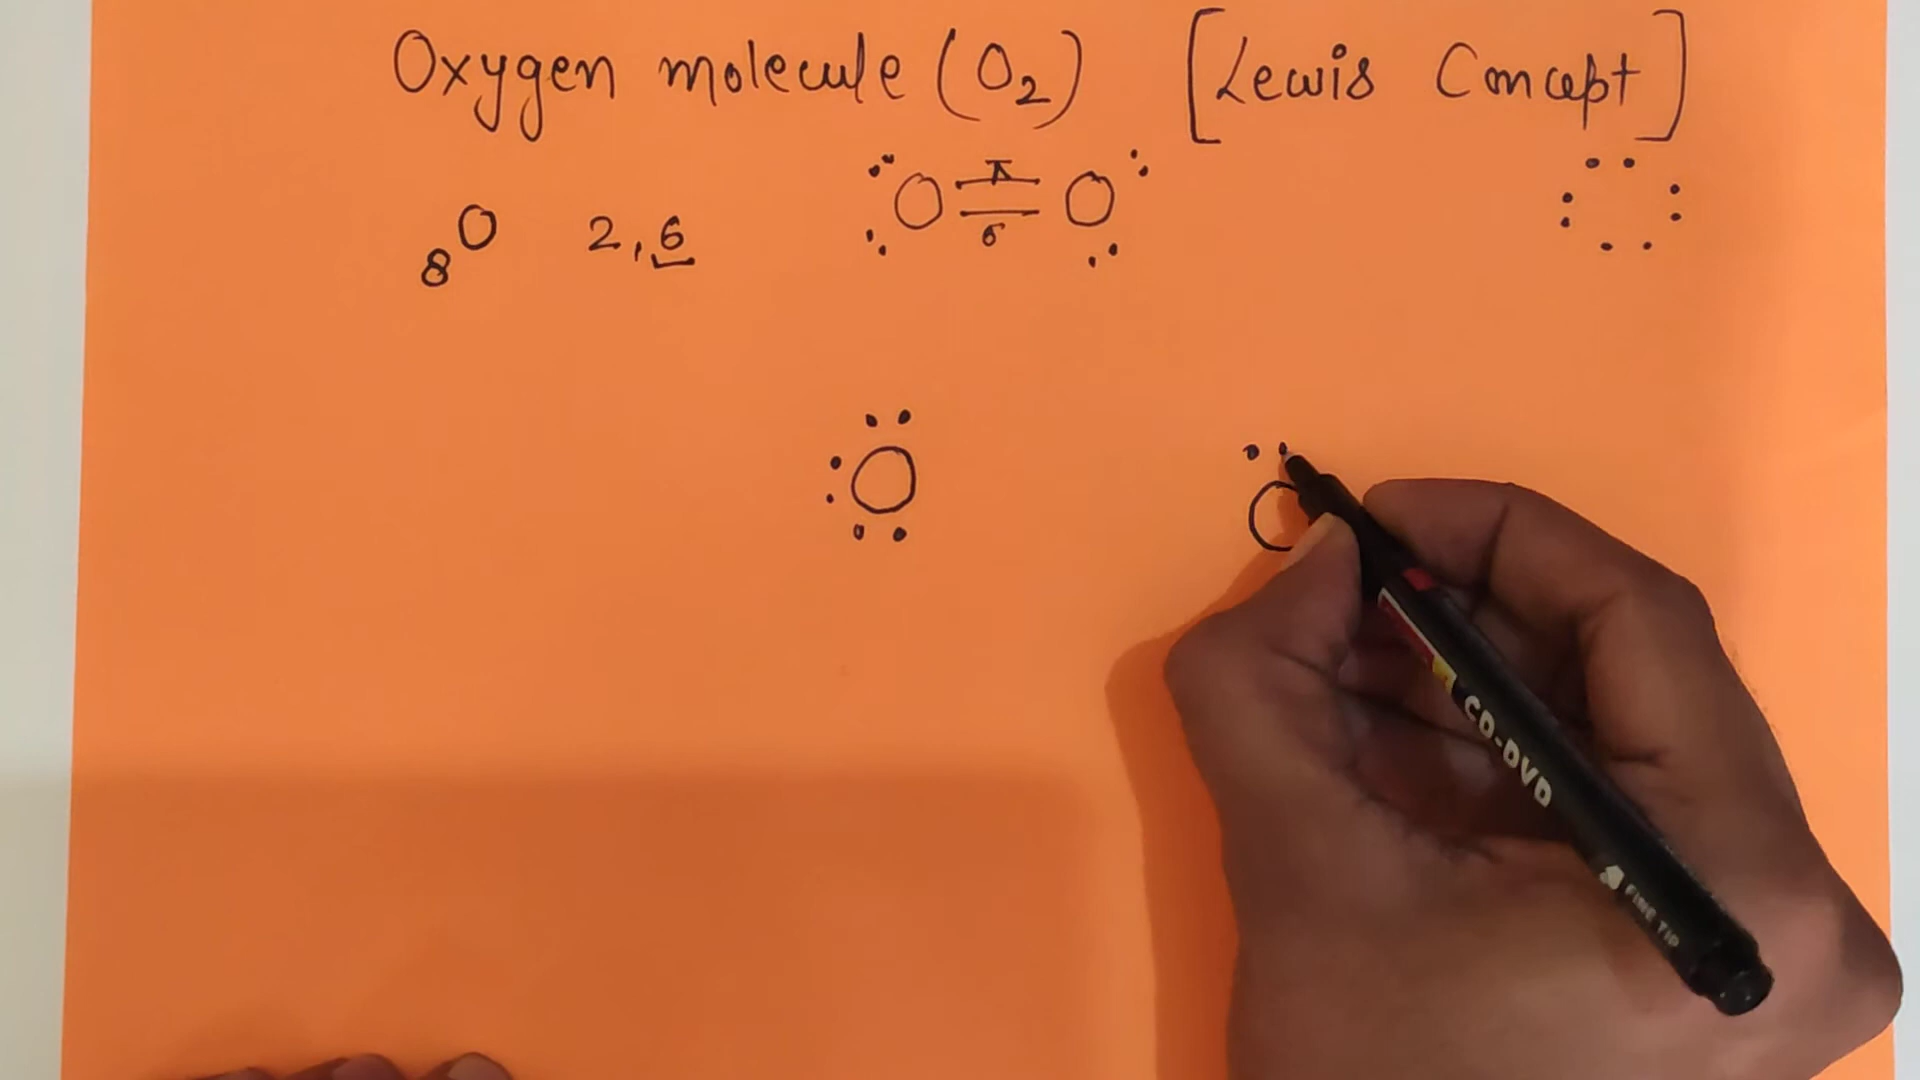 Oxygen molecule (O₂) [Lewis Concept]
₈O 2,6
π
O=O
σ
O
O
CD-DVD
FINE TIP